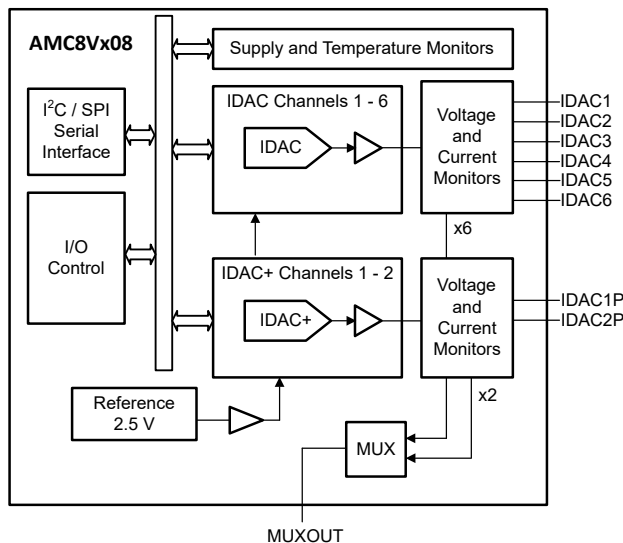 AMC8Vx08
Supply and Temperature Monitors
I²C / SPI
Serial
Interface
IDAC Channels 1 - 6
IDAC
Voltage
and
Current
Monitors
IDAC1
IDAC2
IDAC3
IDAC4
IDAC5
IDAC6
x6
I/O
Control
IDAC+ Channels 1 - 2
IDAC+
Voltage
and
Current
Monitors
IDAC1P
IDAC2P
x2
Reference
2.5 V
MUX
MUXOUT